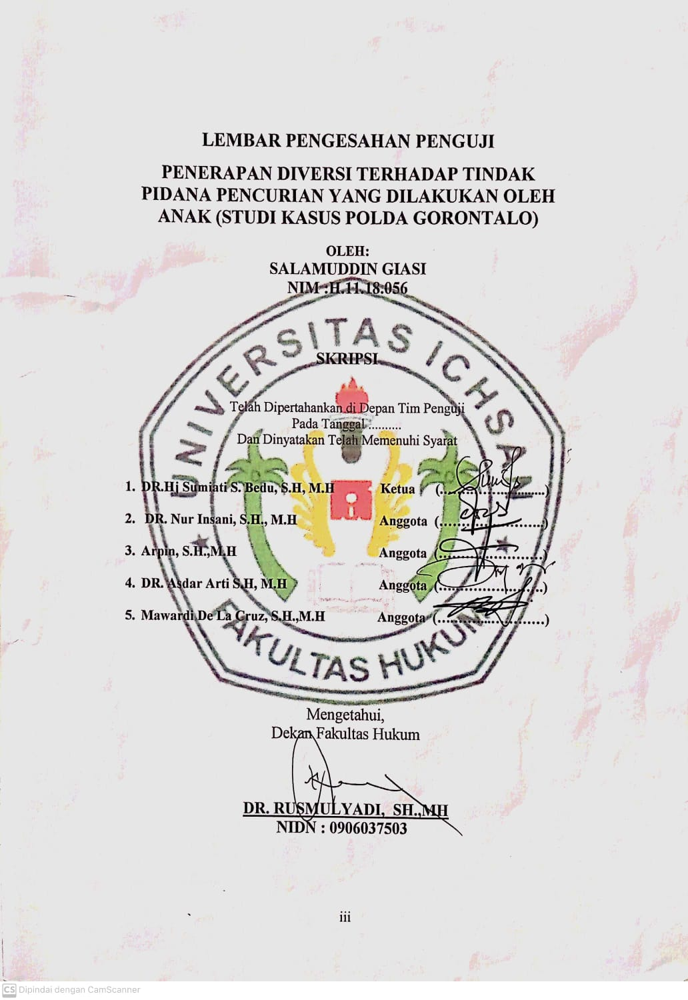 LEMBAR PENGESAHAN PENGUJI
PENERAPAN DIVERSI TERHADAP TINDAK
PIDANA PENCURIAN YANG DILAKUKAN OLEH
ANAK (STUDI KASUS POLDA GORONTALO)
OLEH:
SALAMUDDIN GIASI
NIM :H.11.18.056
UNIVERSITAS ICHSAN
SKRIPSI
Telah Dipertahankan di Depan Tim Penguji
Pada Tanggal ..........
Dan Dinyatakan Telah Memenuhi Syarat
1. DR.Hj Sumiati S. Bedu, S.H, M.H Ketua (..............................)
2. DR. Nur Insani, S.H., M.H Anggota (..............................)
3. Arpin, S.H.,M.H Anggota (..............................)
4. DR. Asdar Arti S.H, M.H Anggota (..............................)
5. Mawardi De La Cruz, S.H.,M.H Anggota (..............................)
FAKULTAS HUKUM
Mengetahui,
Dekan Fakultas Hukum
DR. RUSMULYADI, SH.,MH
NIDN : 0906037503
iii
CS Dipindai dengan CamScanner